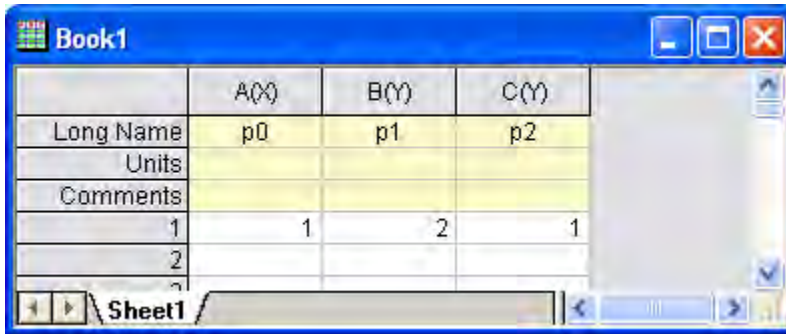 Book1
A(X) B(Y) C(Y)
Long Name p0 p1 p2
Units
Comments
1 1 2 1
2
Sheet1